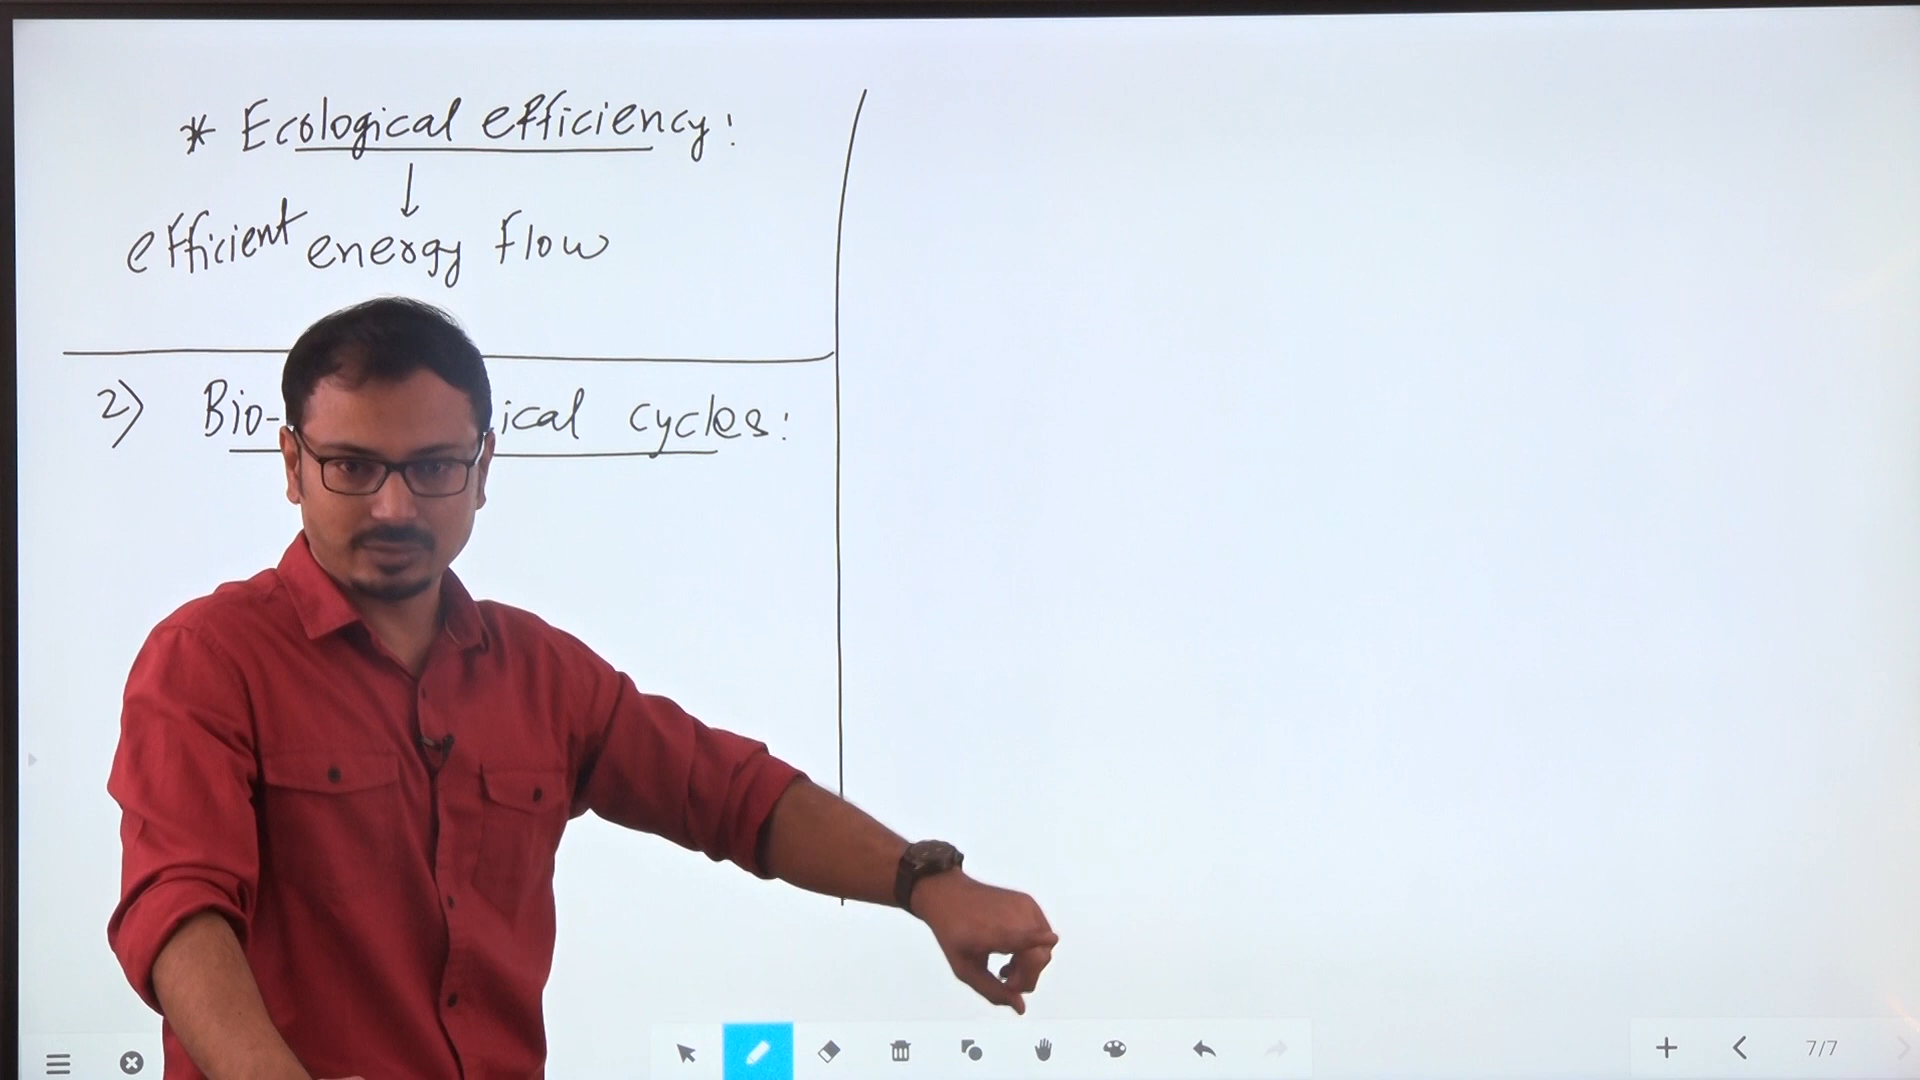 * Ecological efficiency:
↓
efficient energy flow
2) Bio- ical cycles:
7/7